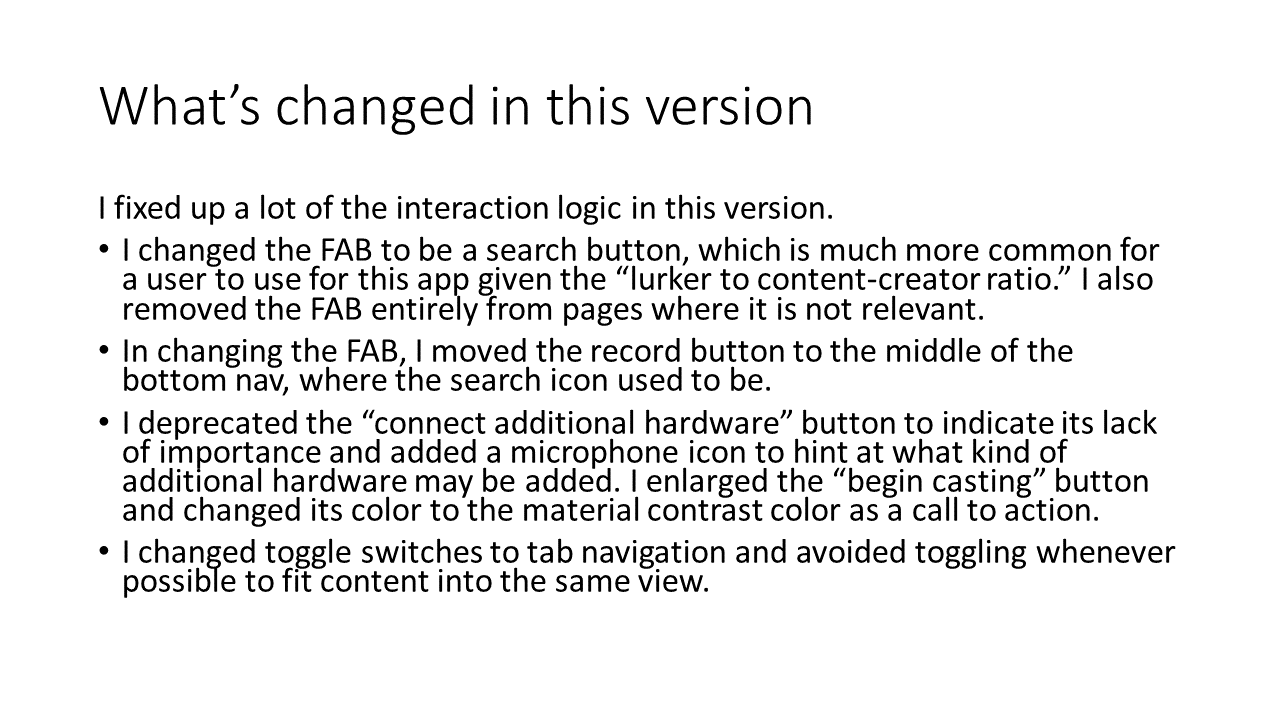 What’s changed in this version
I fixed up a lot of the interaction logic in this version.
• I changed the FAB to be a search button, which is much more common for
a user to use for this app given the “lurker to content-creator ratio.” I also
removed the FAB entirely from pages where it is not relevant.
• In changing the FAB, I moved the record button to the middle of the
bottom nav, where the search icon used to be.
• I deprecated the “connect additional hardware” button to indicate its lack
of importance and added a microphone icon to hint at what kind of
additional hardware may be added. I enlarged the “begin casting” button
and changed its color to the material contrast color as a call to action.
• I changed toggle switches to tab navigation and avoided toggling whenever
possible to fit content into the same view.